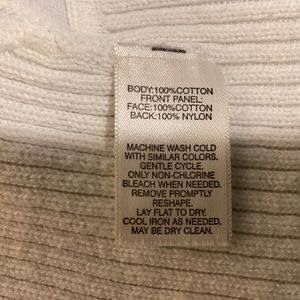 BODY:100%COTTON
FRONT PANEL:
FACE:100%COTTON
BACK:100% NYLON
MACHINE WASH COLD
WITH SIMILAR COLORS.
GENTLE CYCLE.
ONLY NON-CHLORINE
BLEACH WHEN NEEDED.
REMOVE PROMPTLY
RESHAPE.
LAY FLAT TO DRY.
COOL IRON AS NEEDED.
MAY BE DRY CLEAN.